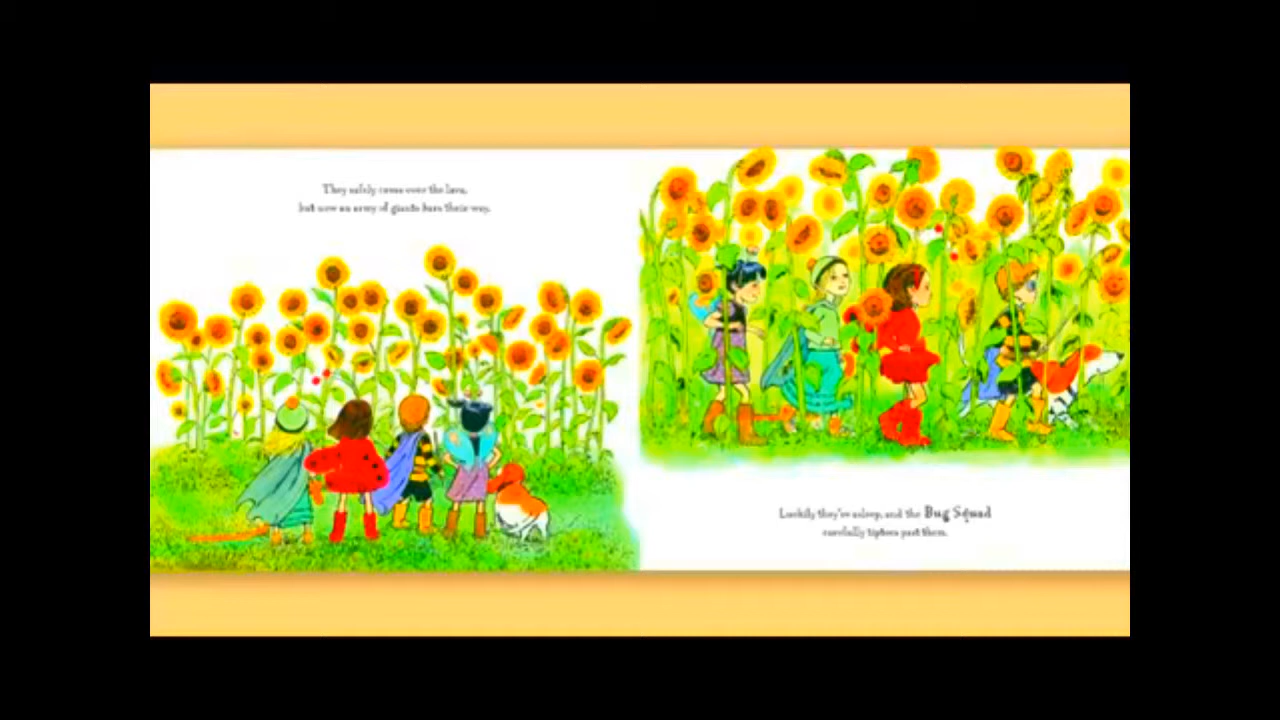 They safely cross over the lava,
but now an army of giants bars their way.
Luckily they're asleep, and the Bug Squad
carefully tiptoes past them.